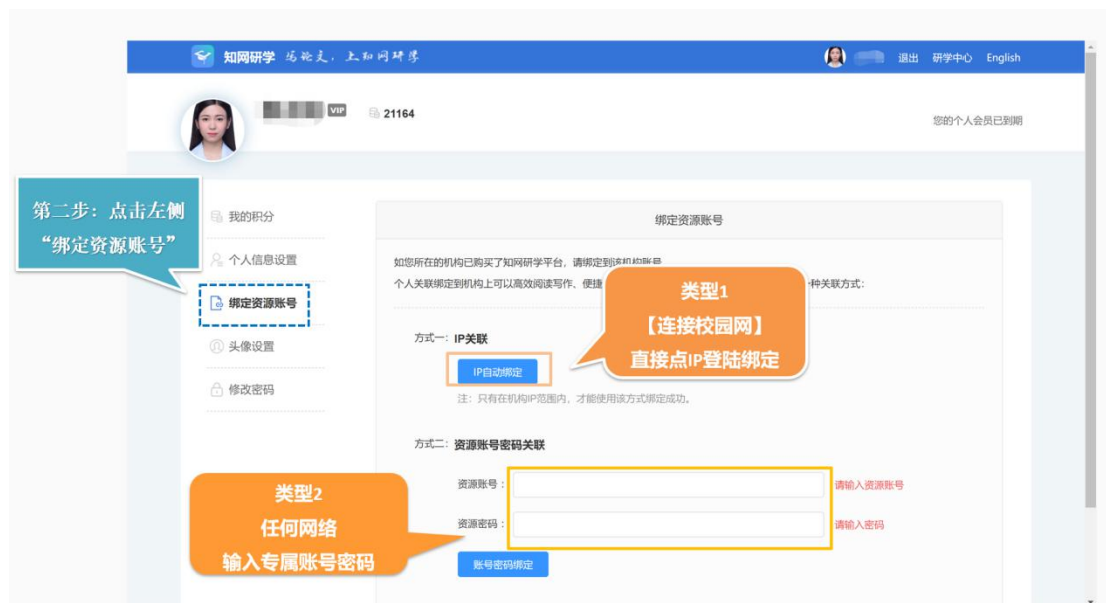 知网研学 写论文，上知网研学
退出 研学中心 English
VIP 21164
您的个人会员已到期
第二步：点击左侧
“绑定资源账号”
我的积分
个人信息设置
绑定资源账号
头像设置
修改密码
绑定资源账号
如您所在的机构已购买了知网研学平台，请绑定到该机构账号
个人关联绑定到机构上可以高效阅读写作、便捷
种关联方式：
类型1
【连接校园网】
直接点IP登陆绑定
方式一：IP关联
IP自动绑定
注：只有在机构IP范围内，才能使用该方式绑定成功。
方式二：资源账号密码关联
资源账号：
请输入资源账号
资源密码：
请输入密码
账号密码绑定
类型2
任何网络
输入专属账号密码